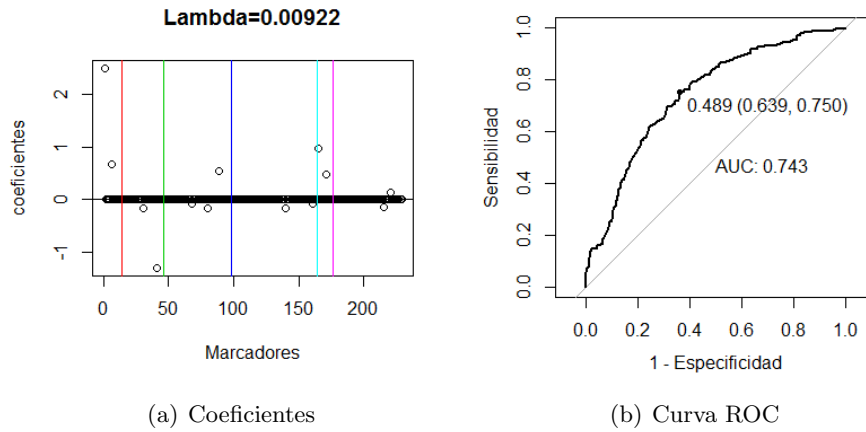 Lambda=0.00922
coeficientes
2
1
0
-1
0
50
100
150
200
Marcadores
(a) Coeficientes
Sensibilidad
1.0
0.8
0.6
0.4
0.2
0.0
0.489 (0.639, 0.750)
AUC: 0.743
0.0
0.2
0.4
0.6
0.8
1.0
1 - Especificidad
(b) Curva ROC